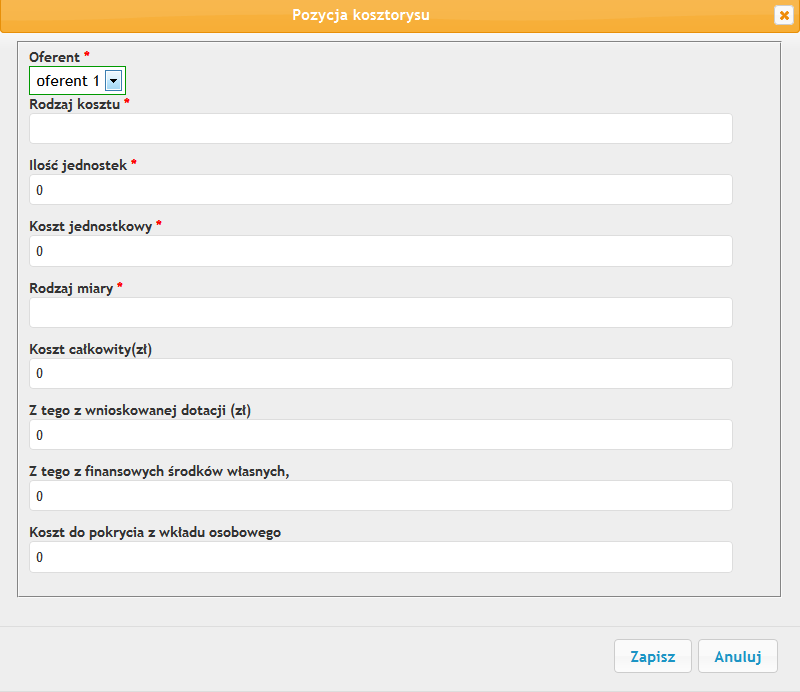 Pozycja kosztorysu
Oferent *
oferent 1
Rodzaj kosztu *
Ilość jednostek *
0
Koszt jednostkowy *
0
Rodzaj miary *
Koszt całkowity(zł)
0
Z tego z wnioskowanej dotacji (zł)
0
Z tego z finansowych środków własnych,
0
Koszt do pokrycia z wkładu osobowego
0
Zapisz Anuluj